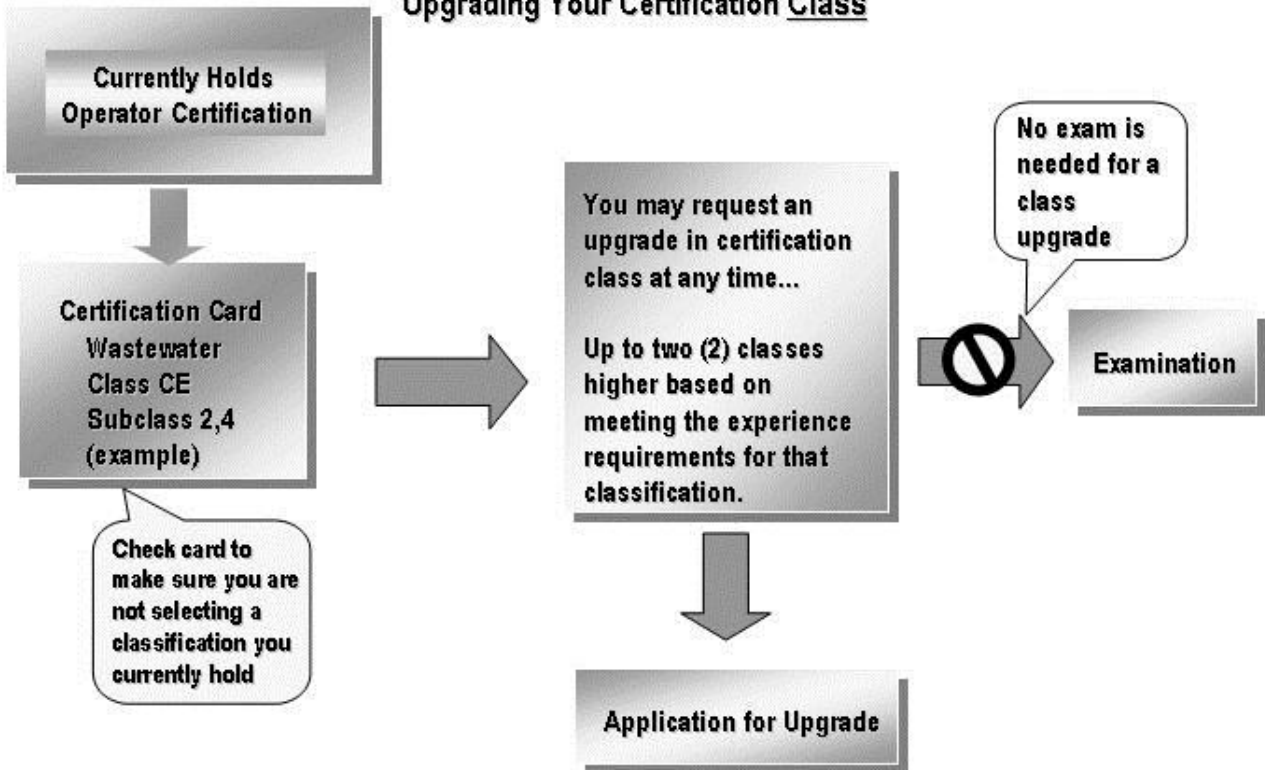 Upgrading Your Certification Class
Currently Holds
Operator Certification
Certification Card
Wastewater
Class CE
Subclass 2,4
(example)
Check card to
make sure you are
not selecting a
classification you
currently hold
You may request an
upgrade in certification
class at any time...
Up to two (2) classes
higher based on
meeting the experience
requirements for that
classification.
No exam is
needed for a
class
upgrade
Examination
Application for Upgrade